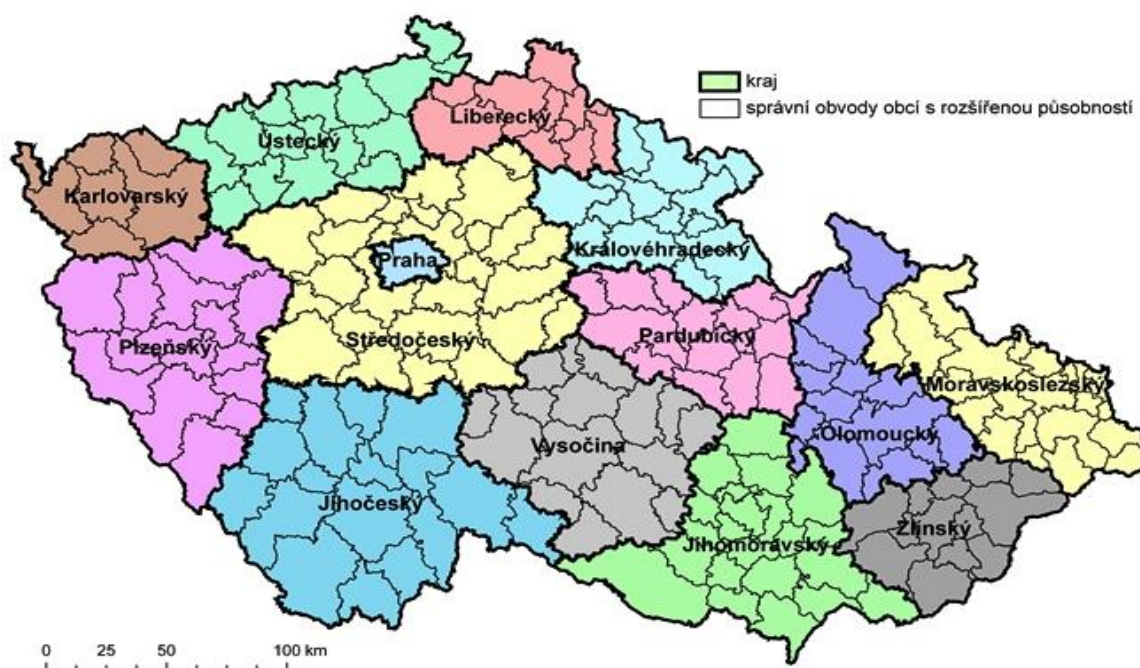 kraj
správní obvody obcí s rozšířenou působností
Liberecký
Ústecký
Karlovarský
Královéhradecký
Praha
Středočeský
Pardubický
Plzeňský
Moravskoslezský
Olomoucký
Vysočina
Jihočeský
Zlínský
Jihomoravský
0 25 50 100 km